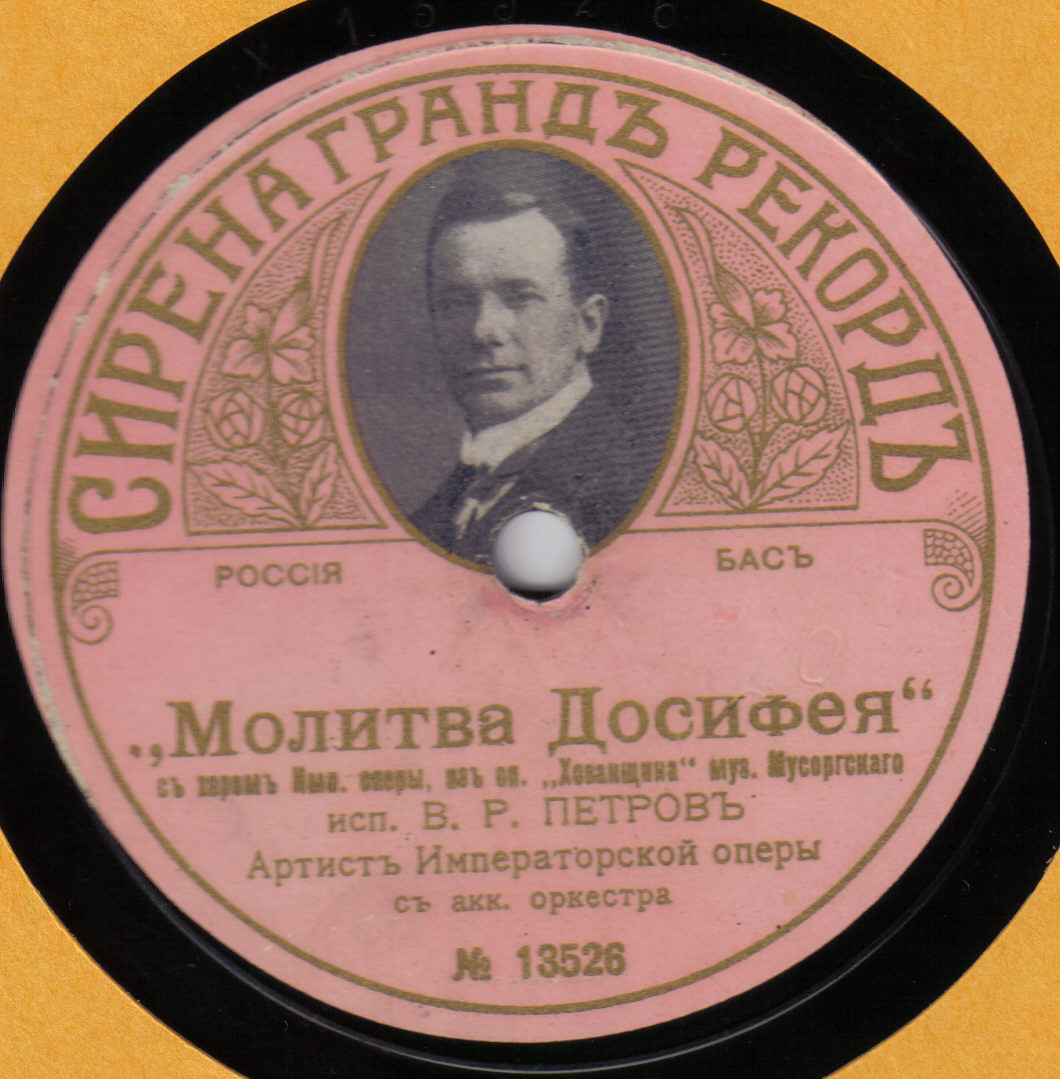 x 13526
СИРЕНА ГРАНДЪ РЕКОРДЪ
РОССІЯ
БАСЪ
„Молитва Досифея“
съ хоромъ Имп. оперы, изъ оп. „Хованщина“ муз. Мусоргскаго
исп. В. Р. ПЕТРОВЪ
Артистъ Императорской оперы
съ акк. оркестра
№ 13526